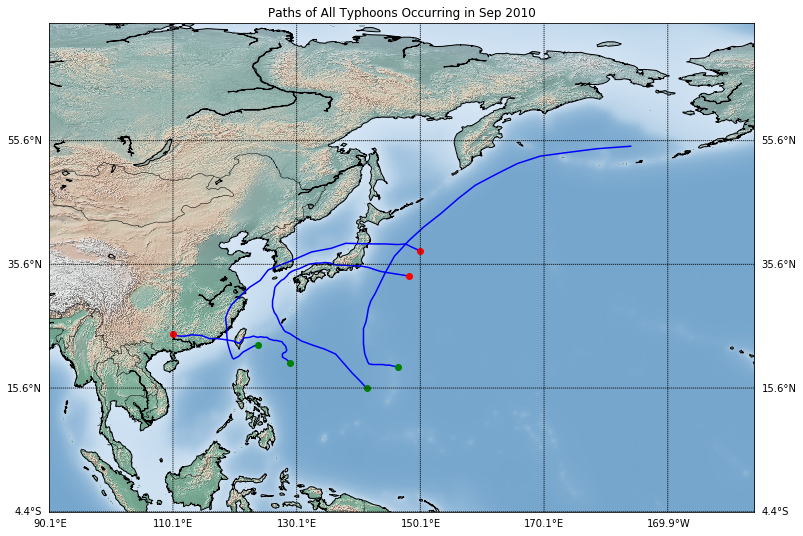 Paths of All Typhoons Occurring in Sep 2010
55.6°N
55.6°N
35.6°N
35.6°N
15.6°N
15.6°N
4.4°S
4.4°S
90.1°E
110.1°E
130.1°E
150.1°E
170.1°E
169.9°W